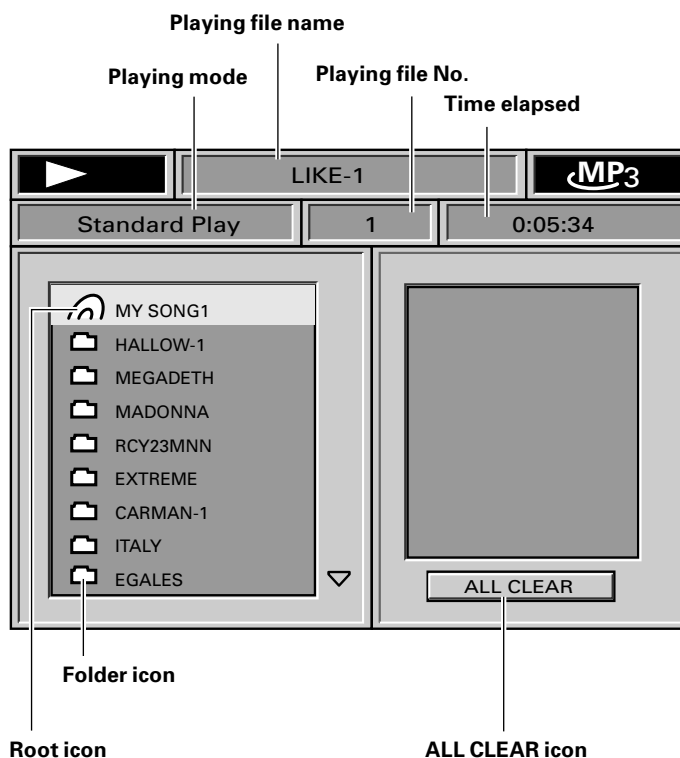 Playing file name
Playing mode
Playing file No.
Time elapsed
LIKE-1
MP3
Standard Play
1
0:05:34
MY SONG1
HALLOW-1
MEGADETH
MADONNA
RCY23MNN
EXTREME
CARMAN-1
ITALY
EGALES
ALL CLEAR
Folder icon
Root icon
ALL CLEAR icon